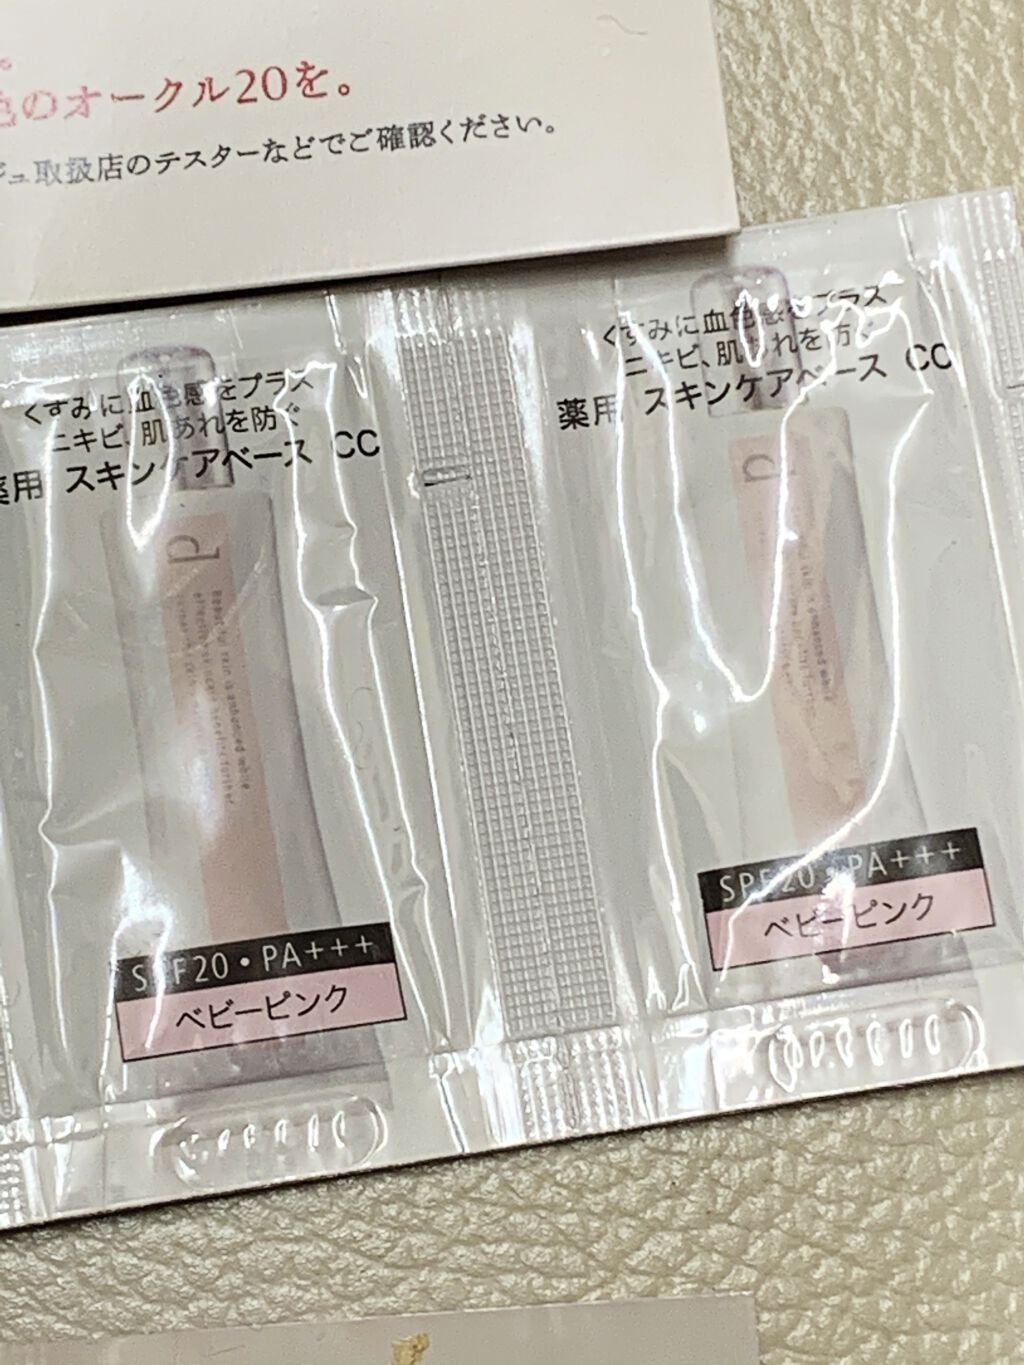 色のオークル20を。
ジュ取扱店のテスターなどでご確認ください。
くすみに血色感をプラス
ニキビ、肌あれを防ぐ
薬用 スキンケアベース CC
d
Beautiful skin is enhanced while
SPF20・PA+++
ベビーピンク
くすみに血色感をプラス
ニキビ、肌あれを防ぐ
薬用 スキンケアベース CC
d
SPF20・PA+++
ベビーピンク